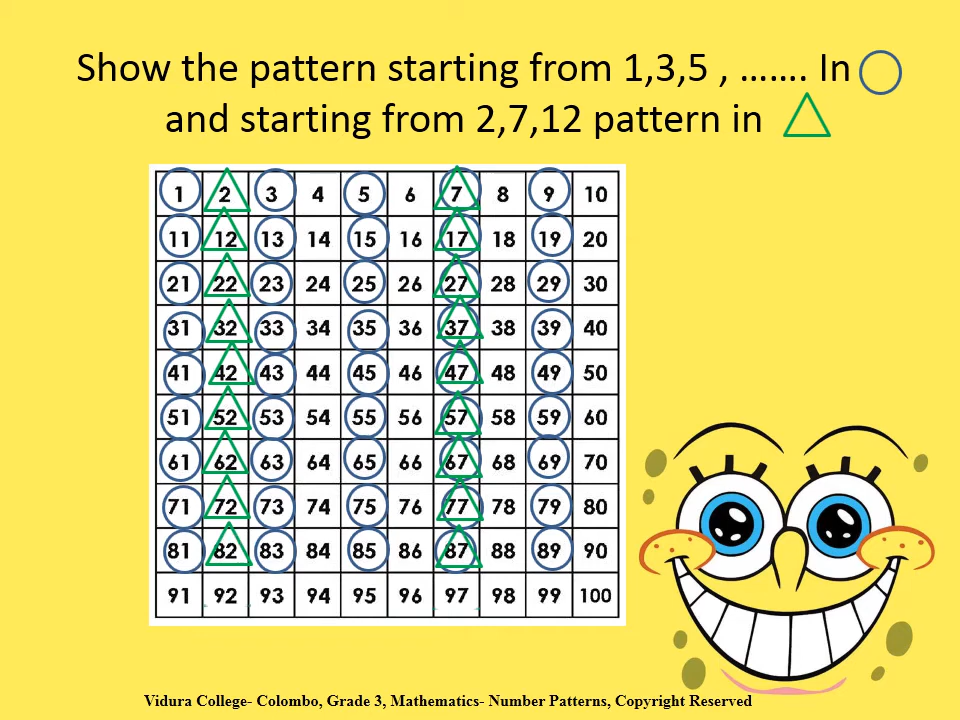 Show the pattern starting from 1,3,5 , ....... In
and starting from 2,7,12 pattern in
1 2 3 4 5 6 7 8 9 10
11 12 13 14 15 16 17 18 19 20
21 22 23 24 25 26 27 28 29 30
31 32 33 34 35 36 37 38 39 40
41 42 43 44 45 46 47 48 49 50
51 52 53 54 55 56 57 58 59 60
61 62 63 64 65 66 67 68 69 70
71 72 73 74 75 76 77 78 79 80
81 82 83 84 85 86 87 88 89 90
91 92 93 94 95 96 97 98 99 100
Vidura College- Colombo, Grade 3, Mathematics- Number Patterns, Copyright Reserved